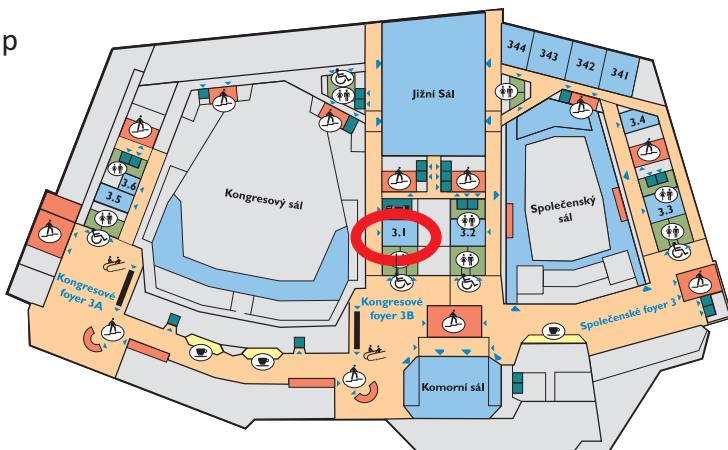 p
344
343
342
341
Jižní Sál
3.4
3.6
3.5
Kongresový sál
3.1
3.2
Společenský
sál
3.3
Kongresové
foyer 3A
Kongresové
foyer 3B
Společenské foyer 3
Komorní sál